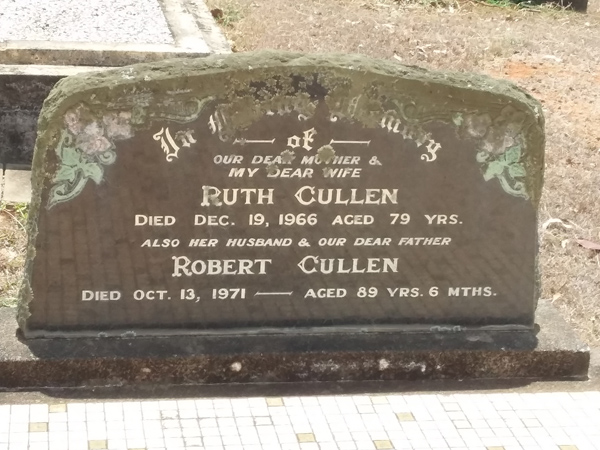 In Loving Memory
of
OUR DEAR MOTHER &
MY DEAR WIFE
RUTH CULLEN
DIED DEC. 19, 1966 AGED 79 YRS.
ALSO HER HUSBAND & OUR DEAR FATHER
ROBERT CULLEN
DIED OCT. 13, 1971 — AGED 89 YRS. 6 MTHS.